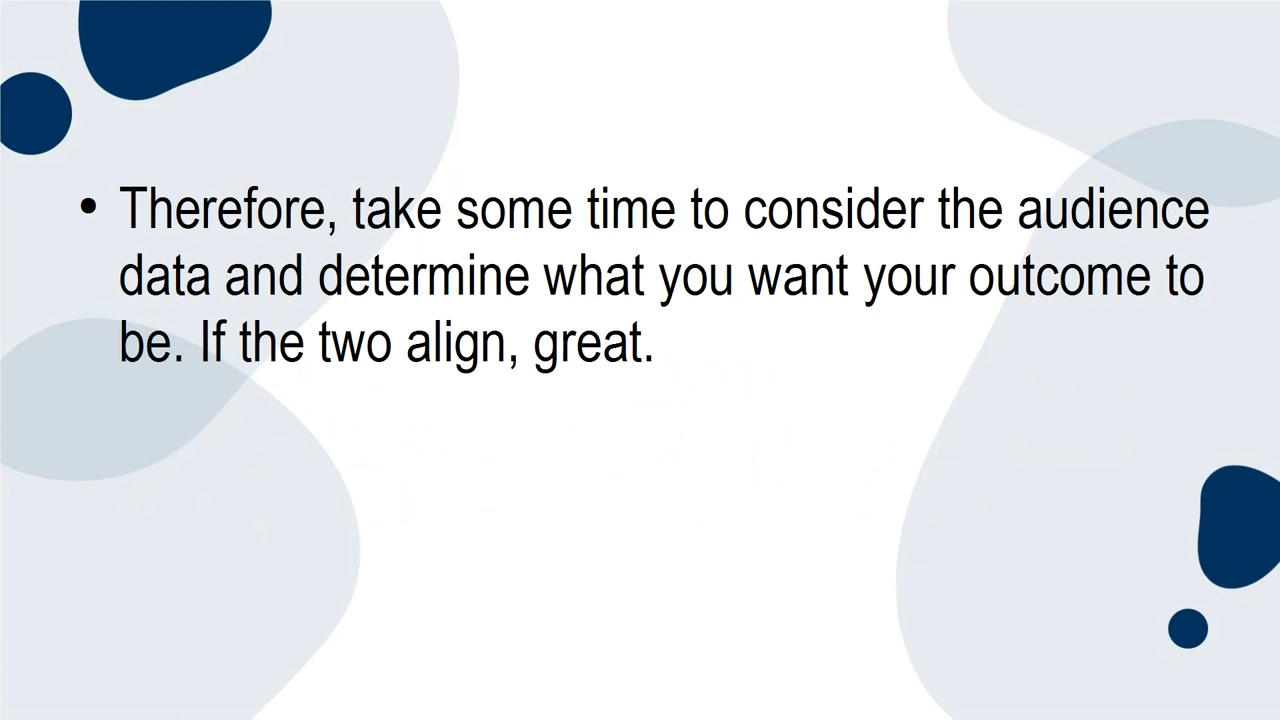 • Therefore, take some time to consider the audience
data and determine what you want your outcome to
be. If the two align, great.